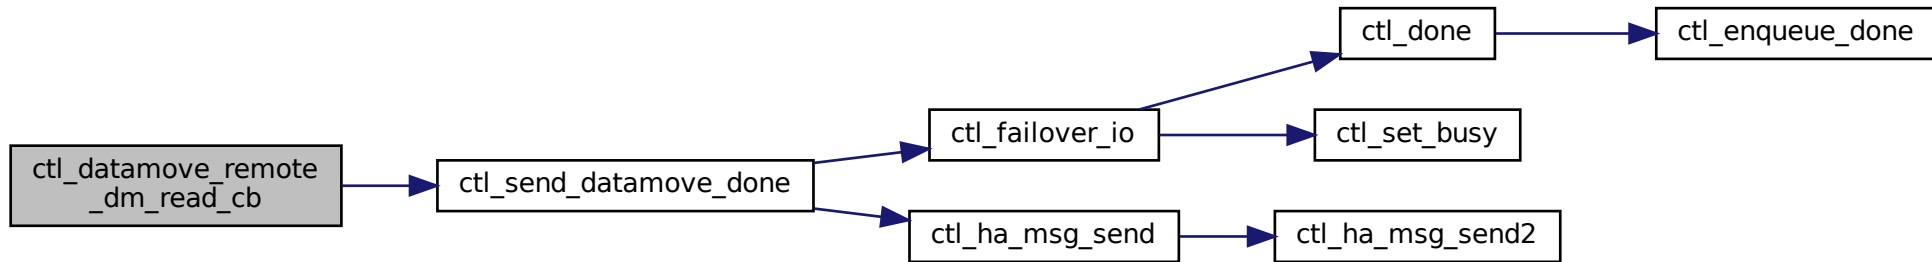 ctl_datamove_remote
_dm_read_cb
ctl_send_datamove_done
ctl_failover_io
ctl_done
ctl_enqueue_done
ctl_set_busy
ctl_ha_msg_send
ctl_ha_msg_send2